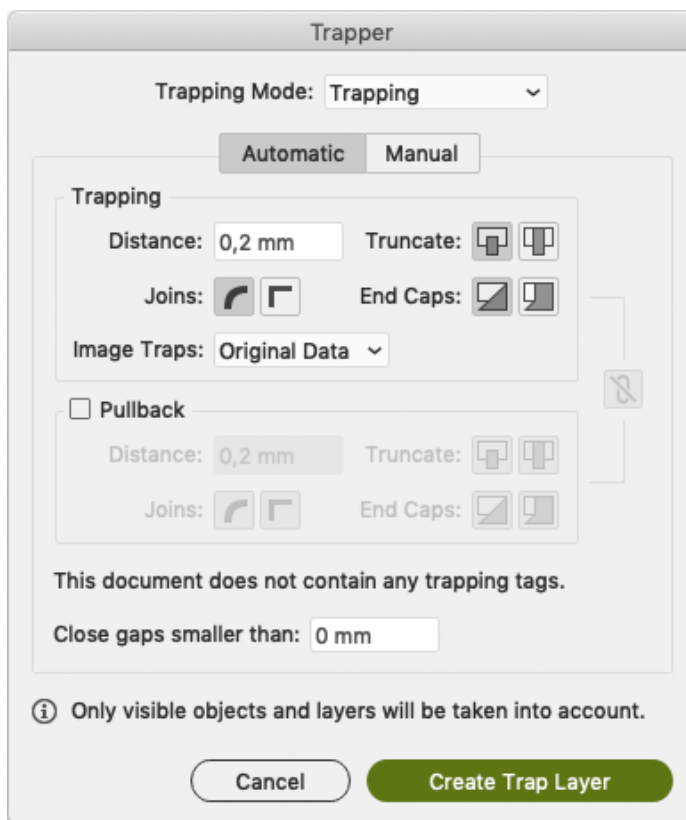 Trapper
Trapping Mode: Trapping
Automatic Manual
Trapping
Distance: 0,2 mm Truncate:
Joins: End Caps:
Image Traps: Original Data
Pullback
Distance: 0,2 mm Truncate:
Joins: End Caps:
This document does not contain any trapping tags.
Close gaps smaller than: 0 mm
Only visible objects and layers will be taken into account.
Cancel Create Trap Layer